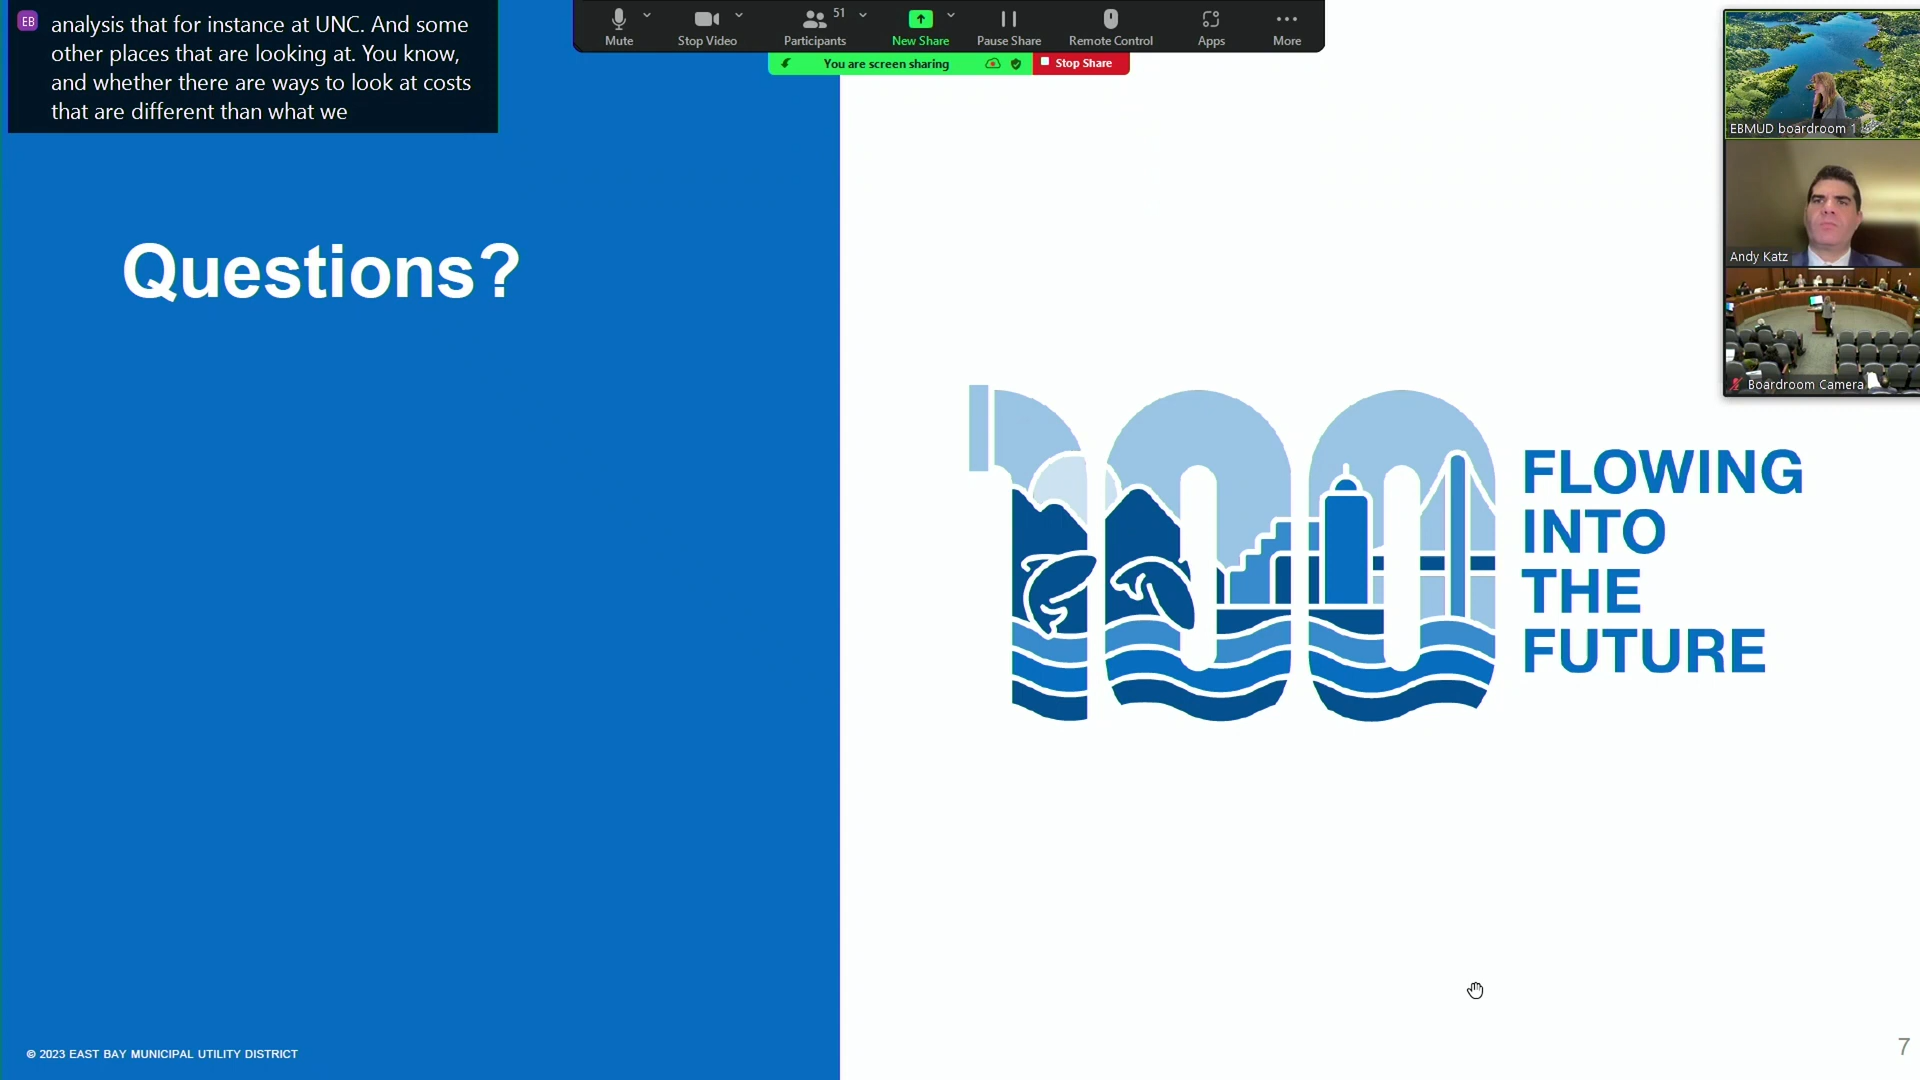 EB
analysis that for instance at UNC. And some
other places that are looking at. You know,
and whether there are ways to look at costs
that are different than what we
Mute
Stop Video
51
Participants
New Share
Pause Share
Remote Control
Apps
More
You are screen sharing
Stop Share
EBMUD boardroom 1
Andy Katz
Boardroom Camera
Questions?
100
FLOWING
INTO
THE
FUTURE
© 2023 EAST BAY MUNICIPAL UTILITY DISTRICT
7